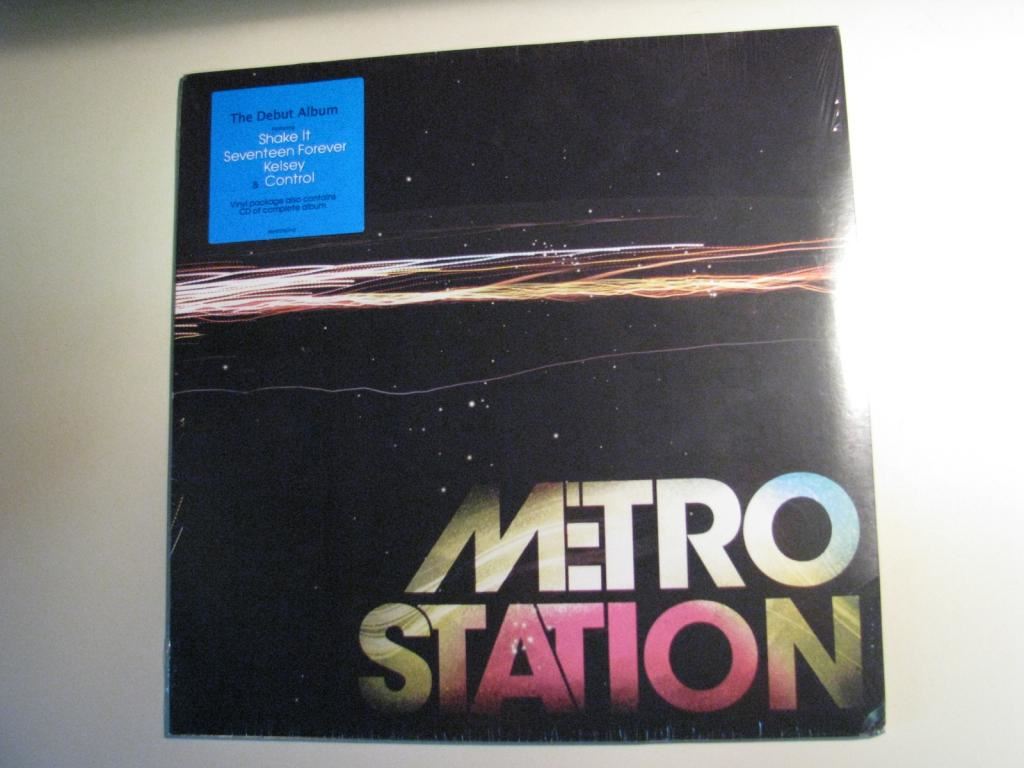 The Debut Album
featuring
Shake It
Seventeen Forever
Kelsey
& Control
Vinyl package also contains
CD of complete album
METRO
STATION